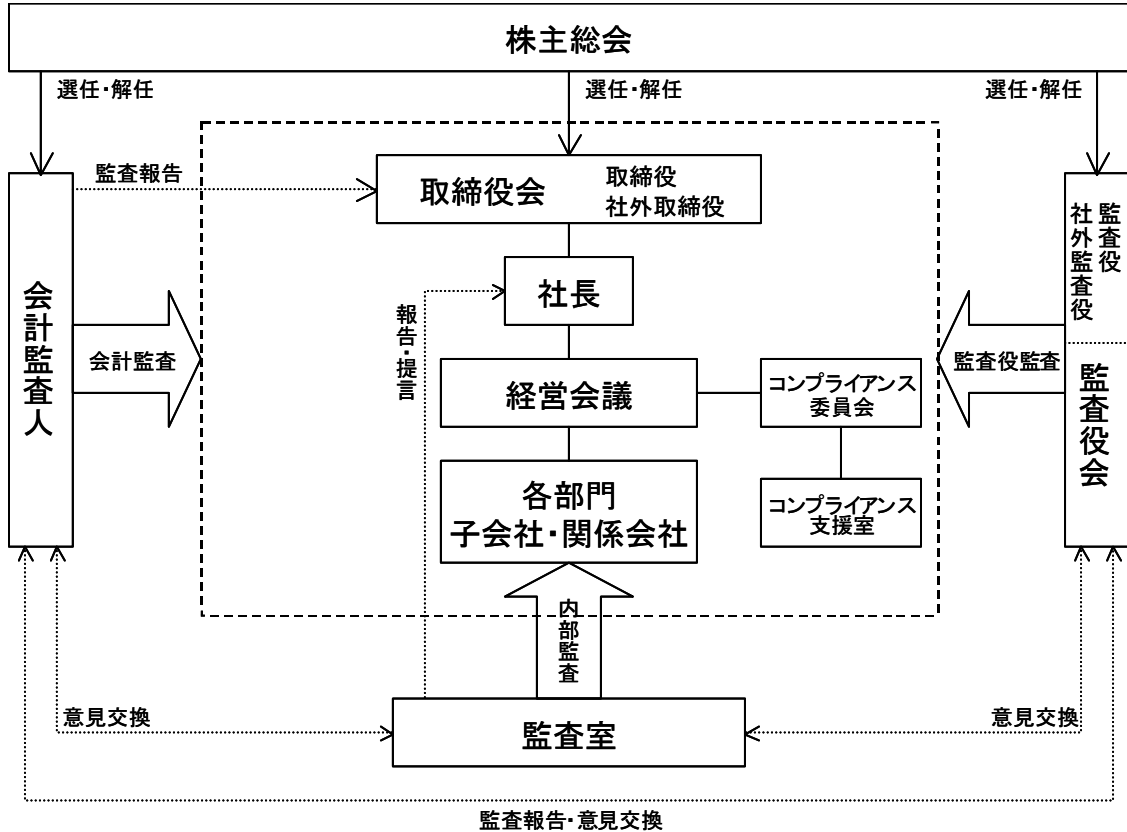 株主総会
選任・解任
選任・解任
選任・解任
監査報告
取締役会
取締役
社外取締役
監査役
社外監査役
会計監査人
社長
報告・提言
会計監査
経営会議
コンプライアンス
委員会
監査役監査
監査役会
各部門
子会社・関係会社
コンプライアンス
支援室
内部監査
意見交換
監査室
意見交換
監査報告・意見交換